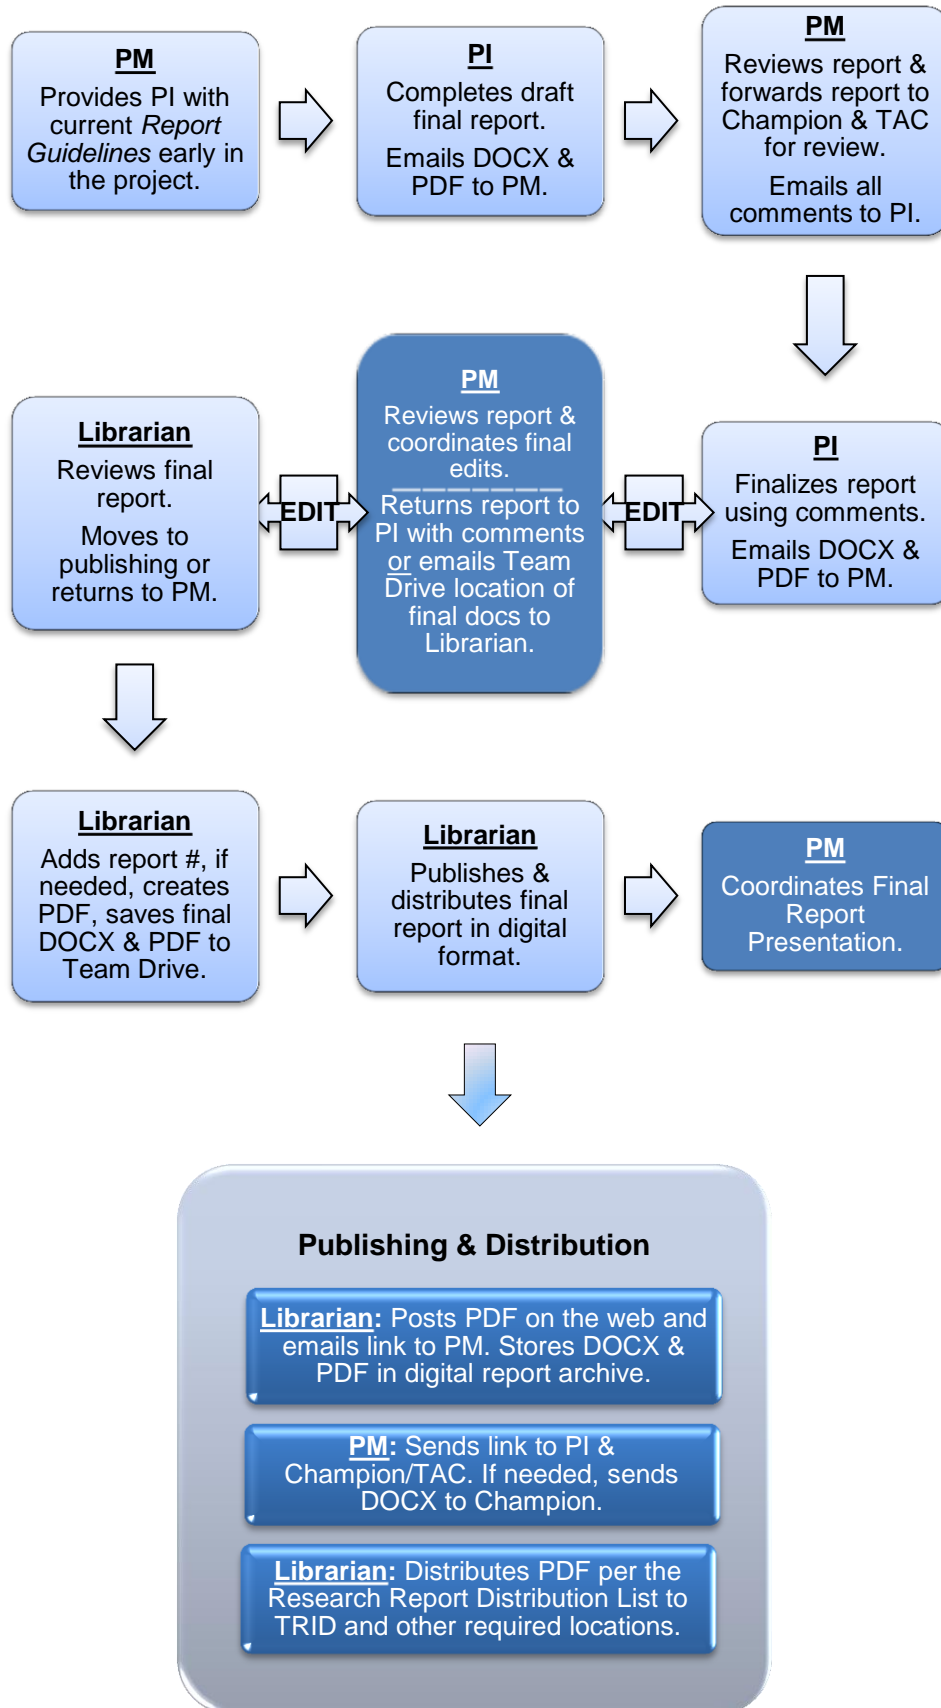 PM
Provides PI with
current Report
Guidelines early in
the project.
PI
Completes draft
final report.
Emails DOCX &
PDF to PM.
PM
Reviews report &
forwards report to
Champion & TAC
for review.
Emails all
comments to PI.
Librarian
Reviews final
report.
Moves to
publishing or
returns to PM.
EDIT
PM
Reviews report &
coordinates final
edits.
Returns report to
PI with comments
or emails Team
Drive location of
final docs to
Librarian.
EDIT
PI
Finalizes report
using comments.
Emails DOCX &
PDF to PM.
Librarian
Adds report #, if
needed, creates
PDF, saves final
DOCX & PDF to
Team Drive.
Librarian
Publishes &
distributes final
report in digital
format.
PM
Coordinates Final
Report
Presentation.
Publishing & Distribution
Librarian: Posts PDF on the web and
emails link to PM. Stores DOCX &
PDF in digital report archive.
PM: Sends link to PI &
Champion/TAC. If needed, sends
DOCX to Champion.
Librarian: Distributes PDF per the
Research Report Distribution List to
TRID and other required locations.